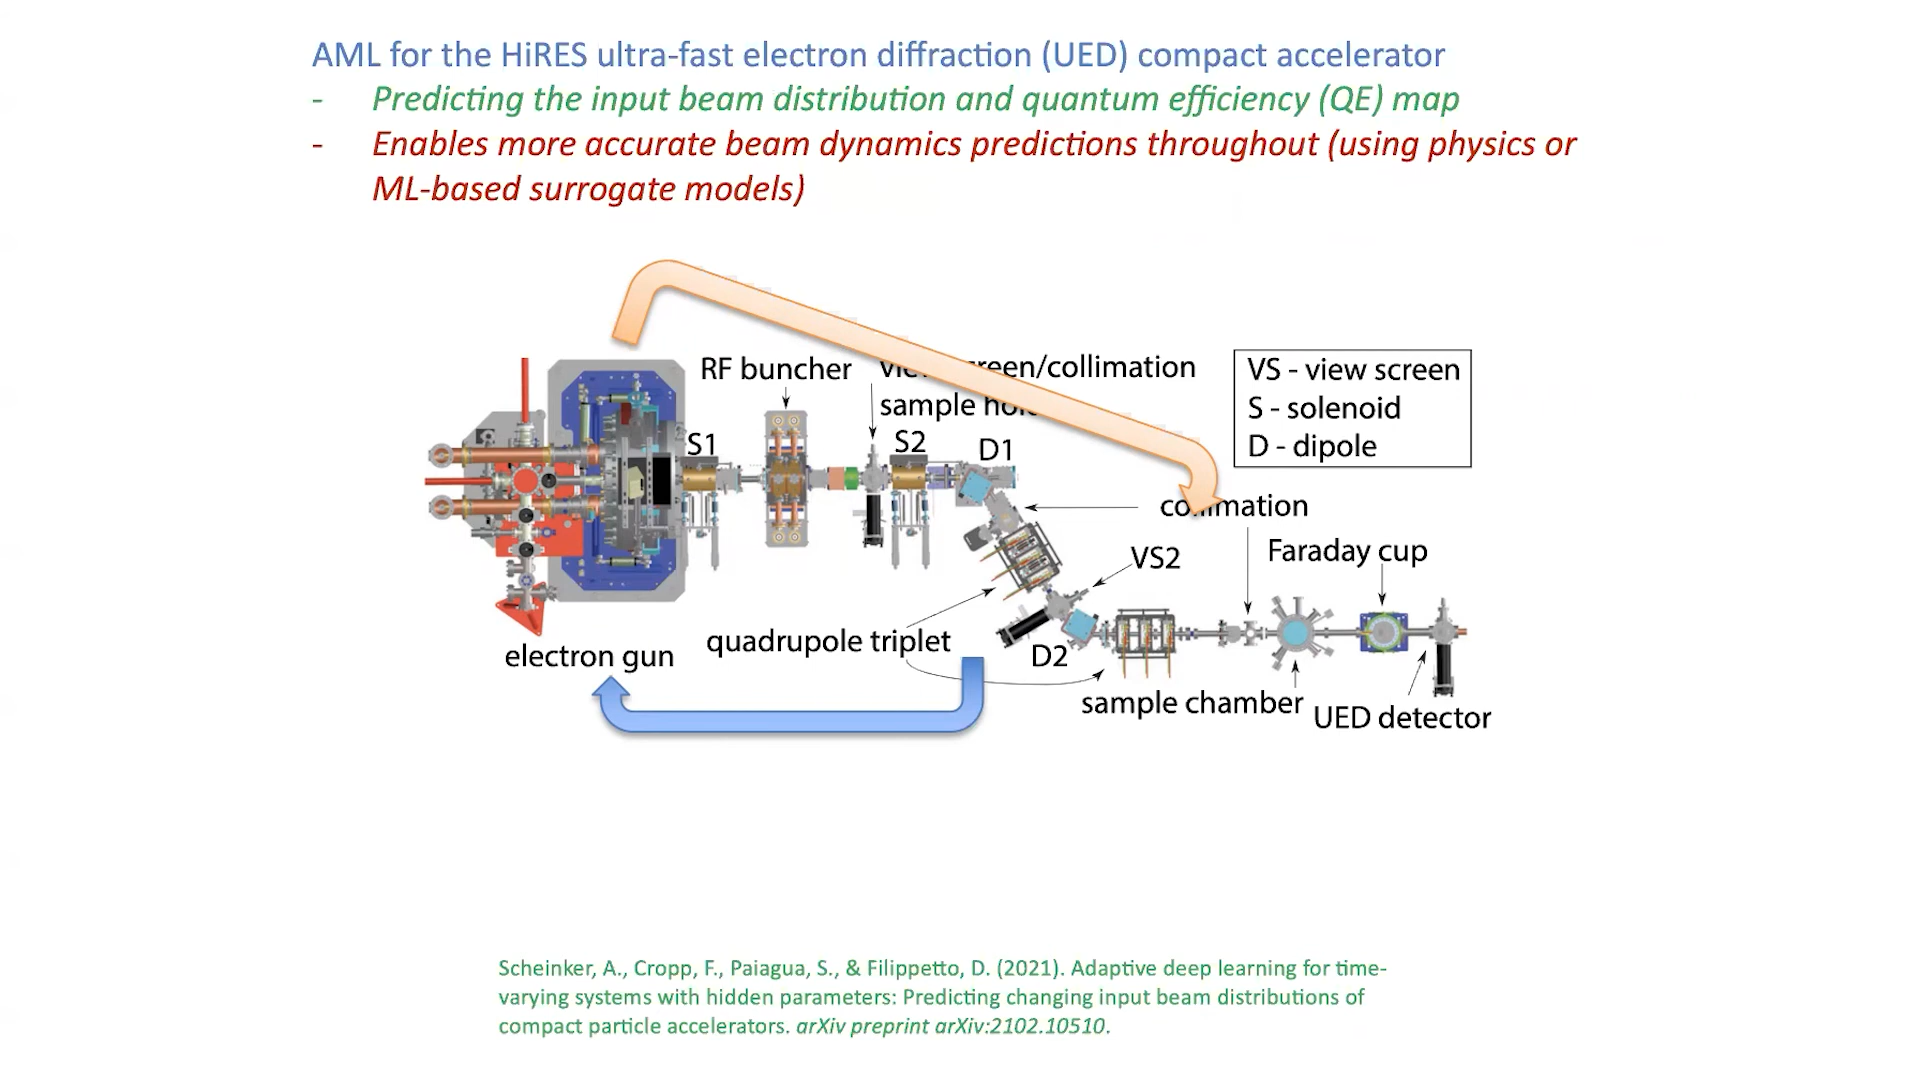 AML for the HiRES ultra-fast electron diffraction (UED) compact accelerator
- Predicting the input beam distribution and quantum efficiency (QE) map
- Enables more accurate beam dynamics predictions throughout (using physics or
ML-based surrogate models)
RF buncher
screen/collimation
sample
VS - view screen
S - solenoid
D - dipole
S1
S2
D1
collimation
Faraday cup
VS2
quadrupole triplet
electron gun
D2
sample chamber
UED detector
Scheinker, A., Cropp, F., Paiagua, S., & Filippetto, D. (2021). Adaptive deep learning for time-
varying systems with hidden parameters: Predicting changing input beam distributions of
compact particle accelerators. arXiv preprint arXiv:2102.10510.